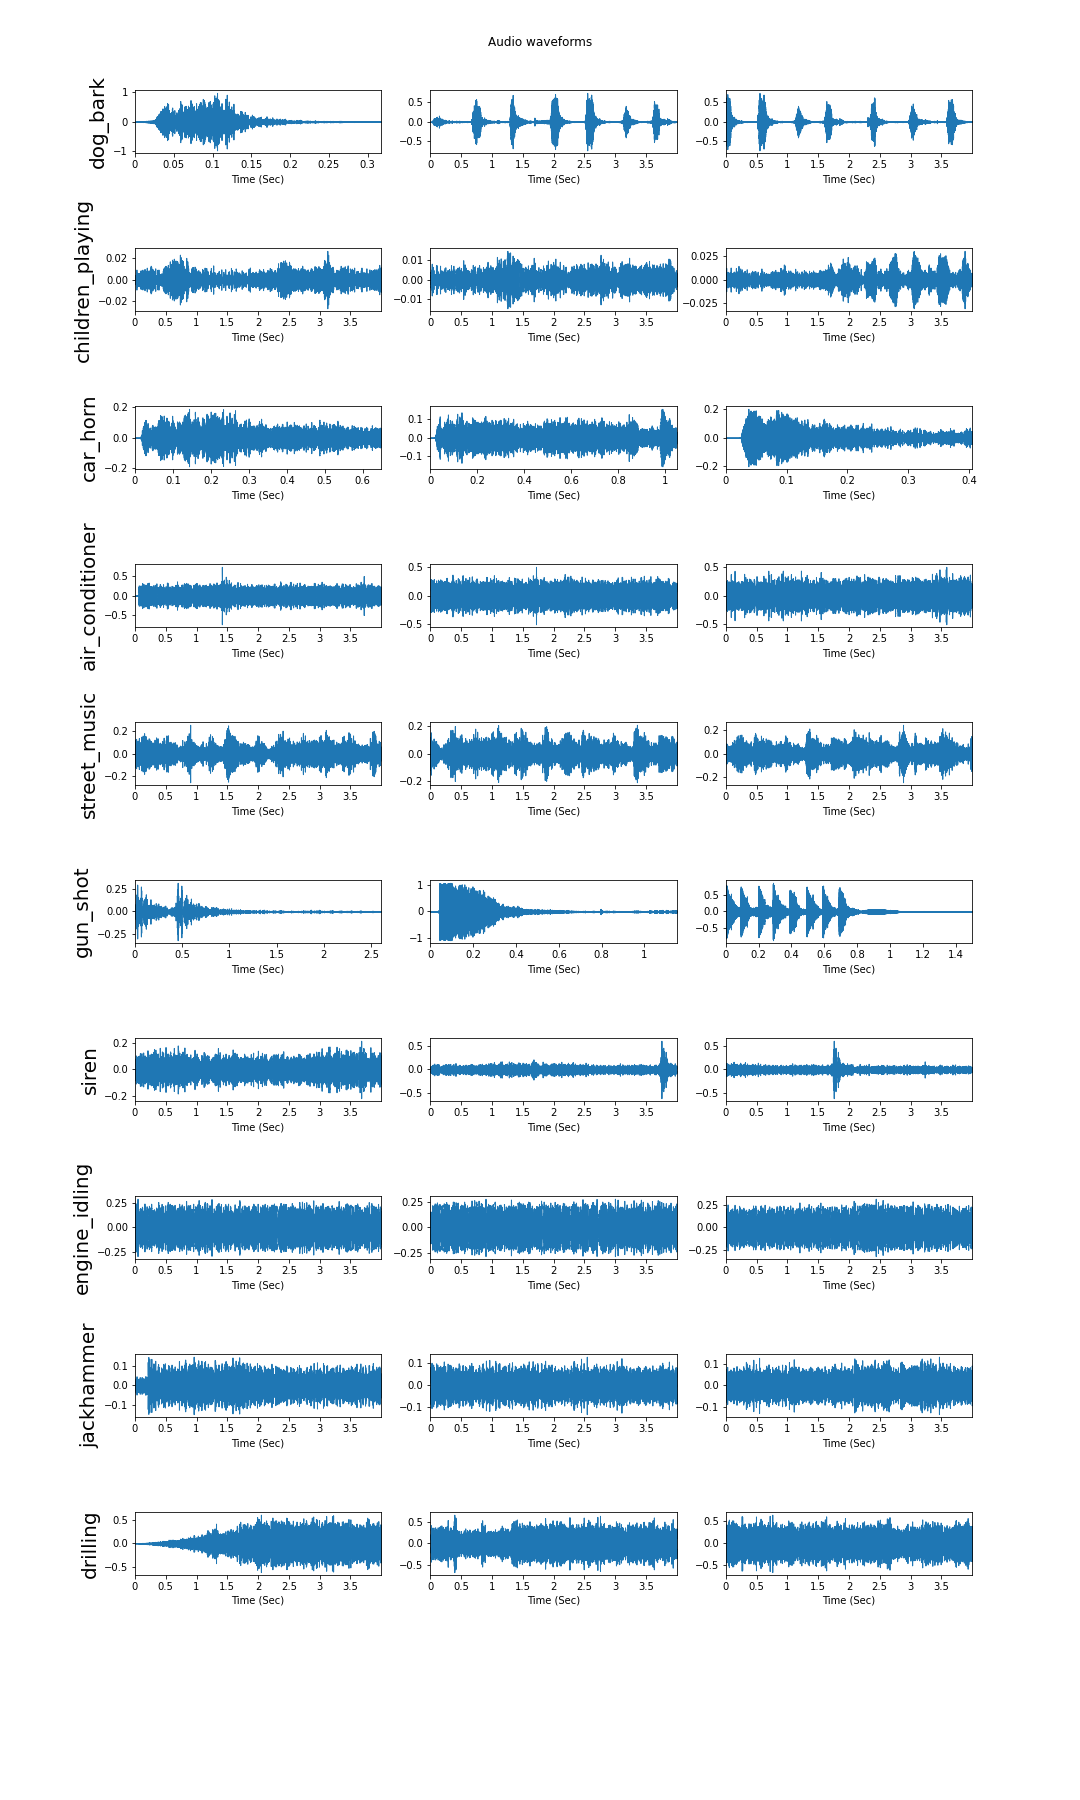 Audio waveforms
dog_bark
1
0
−1
0 0.05 0.1 0.15 0.2 0.25 0.3
Time (Sec)
0.5
0.0
−0.5
0 0.5 1 1.5 2 2.5 3 3.5
Time (Sec)
0.5
0.0
−0.5
0 0.5 1 1.5 2 2.5 3 3.5
Time (Sec)
children_playing
0.02
0.00
−0.02
0 0.5 1 1.5 2 2.5 3 3.5
Time (Sec)
0.01
0.00
−0.01
0 0.5 1 1.5 2 2.5 3 3.5
Time (Sec)
0.025
0.000
−0.025
0 0.5 1 1.5 2 2.5 3 3.5
Time (Sec)
car_horn
0.2
0.0
−0.2
0 0.1 0.2 0.3 0.4 0.5 0.6
Time (Sec)
0.1
0.0
−0.1
0 0.2 0.4 0.6 0.8 1
Time (Sec)
0.2
0.0
−0.2
0 0.1 0.2 0.3 0.4
Time (Sec)
air_conditioner
0.5
0.0
−0.5
0 0.5 1 1.5 2 2.5 3 3.5
Time (Sec)
0.5
0.0
−0.5
0 0.5 1 1.5 2 2.5 3 3.5
Time (Sec)
0.5
0.0
−0.5
0 0.5 1 1.5 2 2.5 3 3.5
Time (Sec)
street_music
0.2
0.0
−0.2
0 0.5 1 1.5 2 2.5 3 3.5
Time (Sec)
0.2
0.0
−0.2
0 0.5 1 1.5 2 2.5 3 3.5
Time (Sec)
0.2
0.0
−0.2
0 0.5 1 1.5 2 2.5 3 3.5
Time (Sec)
gun_shot
0.25
0.00
−0.25
0 0.5 1 1.5 2 2.5
Time (Sec)
1
0
−1
0.2 0.4 0.6 0.8 1
Time (Sec)
0.5
0.0
−0.5
0 0.2 0.4 0.6 0.8 1 1.2 1.4
Time (Sec)
siren
0.2
0.0
−0.2
0 0.5 1 1.5 2 2.5 3 3.5
Time (Sec)
0.5
0.0
−0.5
0 0.5 1 1.5 2 2.5 3 3.5
Time (Sec)
0.5
0.0
−0.5
0 0.5 1 1.5 2 2.5 3 3.5
Time (Sec)
engine_idling
0.25
0.00
−0.25
0 0.5 1 1.5 2 2.5 3 3.5
Time (Sec)
0.25
0.00
−0.25
0 0.5 1 1.5 2 2.5 3 3.5
Time (Sec)
0.25
0.00
−0.25
0 0.5 1 1.5 2 2.5 3 3.5
Time (Sec)
jackhammer
0.1
0.0
−0.1
0 0.5 1 1.5 2 2.5 3 3.5
Time (Sec)
0.1
0.0
−0.1
0 0.5 1 1.5 2 2.5 3 3.5
Time (Sec)
0.1
0.0
−0.1
0 0.5 1 1.5 2 2.5 3 3.5
Time (Sec)
drilling
0.5
0.0
−0.5
0 0.5 1 1.5 2 2.5 3 3.5
Time (Sec)
0.5
0.0
−0.5
0 0.5 1 1.5 2 2.5 3 3.5
Time (Sec)
0.5
0.0
−0.5
0 0.5 1 1.5 2 2.5 3 3.5
Time (Sec)